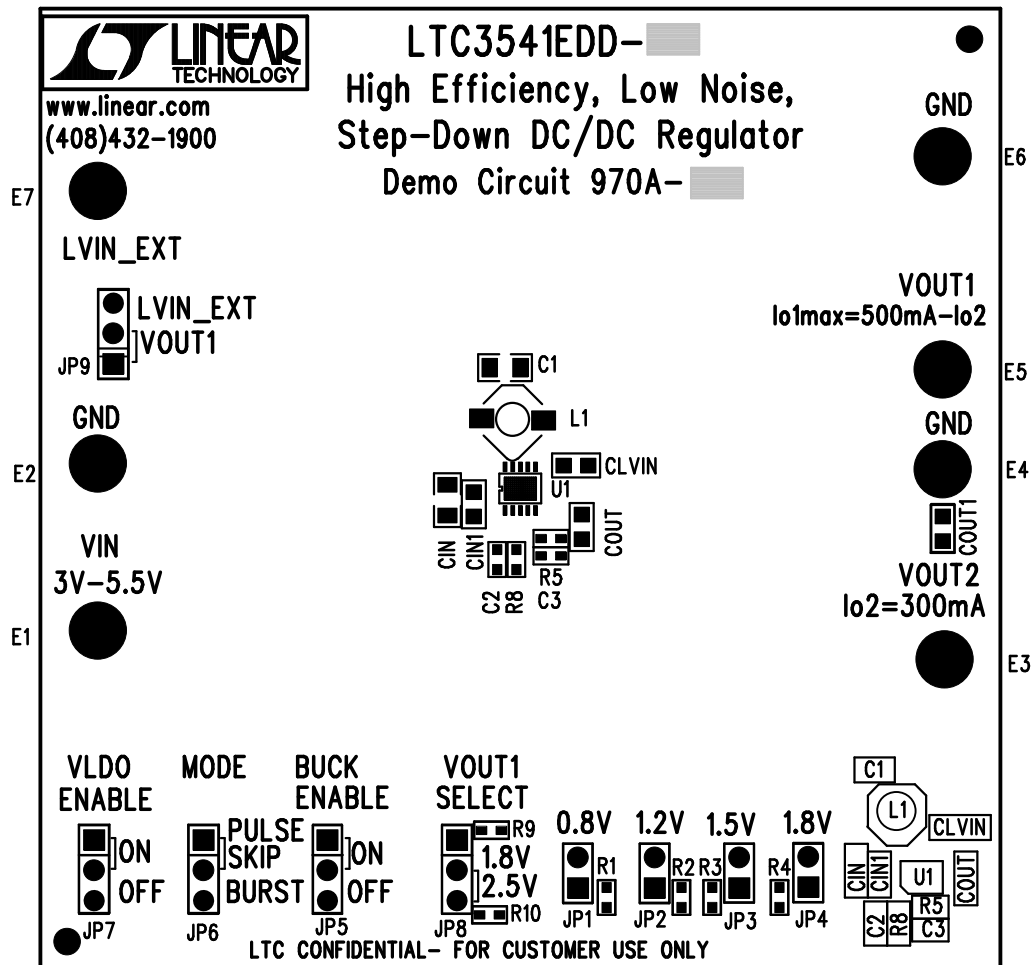 LINEAR
TECHNOLOGY
www.linear.com
(408)432-1900
LTC3541EDD-
High Efficiency, Low Noise,
Step-Down DC/DC Regulator
Demo Circuit 970A-
GND
E6
E7
LVIN_EXT
LVIN_EXT
VOUT1
JP9
VOUT1
Io1max=500mA-Io2
E5
C1
L1
GND
E2
GND
E4
CLVIN
U1
CIN
CIN1
COUT
C2
R8
R5
C3
COUT1
VIN
3V-5.5V
E1
VOUT2
Io2=300mA
E3
VLDO
ENABLE
ON
OFF
JP7
MODE
PULSE
SKIP
BURST
JP6
BUCK
ENABLE
ON
OFF
JP5
VOUT1
SELECT
R9
1.8V
2.5V
R10
JP8
0.8V
R1
JP1
1.2V
R2
JP2
1.5V
R3
JP3
1.8V
R4
JP4
C1
L1
CLVIN
CIN
CIN1
U1
COUT
C2
R8
R5
C3
LTC CONFIDENTIAL- FOR CUSTOMER USE ONLY